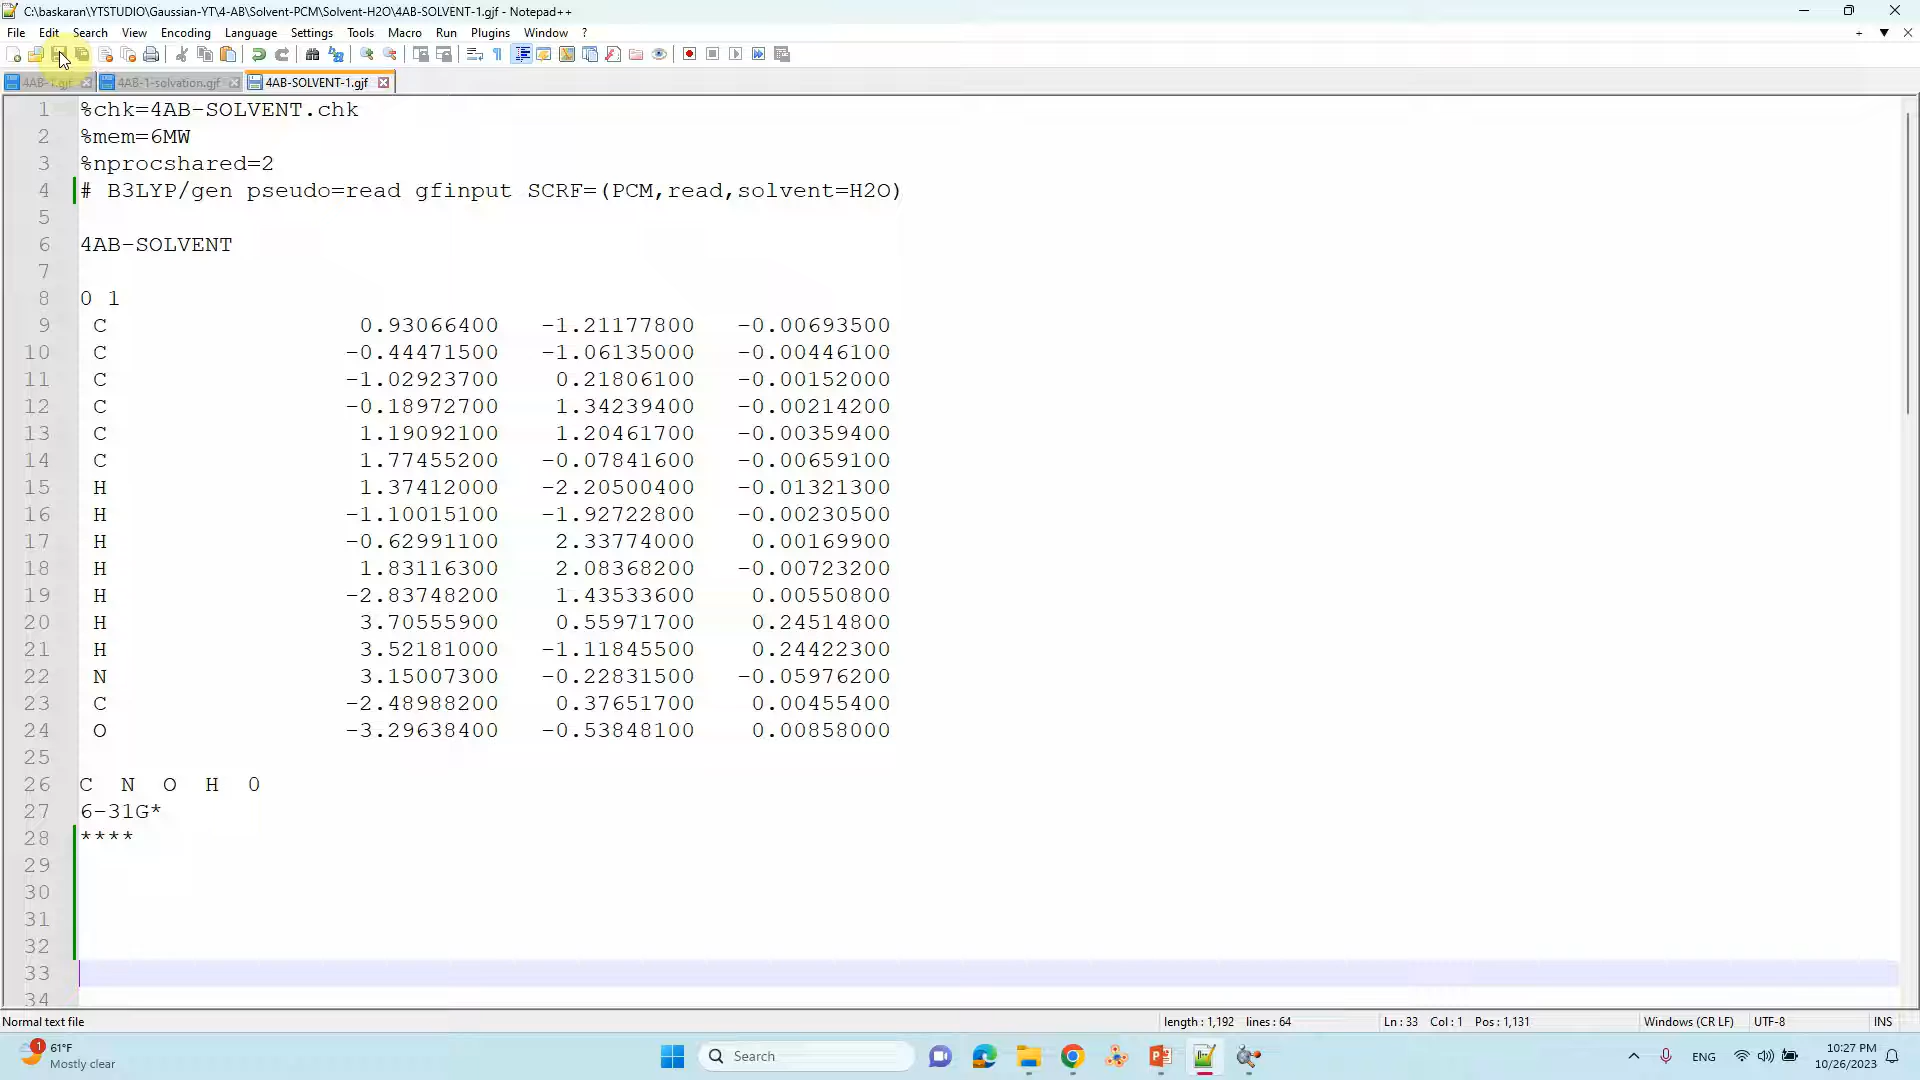 C:\baskaran\YTSTUDIO\Gaussian-YT\4-AB\Solvent-PCM\Solvent-H2O\4AB-SOLVENT-1.gjf - Notepad++
File Edit Search View Encoding Language Settings Tools Macro Run Plugins Window ?
4AB-1.gjf 4AB-1-solvation.gjf 4AB-SOLVENT-1.gjf
1 %chk=4AB-SOLVENT.chk
2 %mem=6MW
3 %nprocshared=2
4 # B3LYP/gen pseudo=read gfinput SCRF=(PCM,read,solvent=H2O)
5
6 4AB-SOLVENT
7
8 0 1
9 C 0.93066400 -1.21177800 -0.00693500
10 C -0.44471500 -1.06135000 -0.00446100
11 C -1.02923700 0.21806100 -0.00152000
12 C -0.18972700 1.34239400 -0.00214200
13 C 1.19092100 1.20461700 -0.00359400
14 C 1.77455200 -0.07841600 -0.00659100
15 H 1.37412000 -2.20500400 -0.01321300
16 H -1.10015100 -1.92722800 -0.00230500
17 H -0.62991100 2.33774000 0.00169900
18 H 1.83116300 2.08368200 -0.00723200
19 H -2.83748200 1.43533600 0.00550800
20 H 3.70555900 0.55971700 0.24514800
21 H 3.52181000 -1.11845500 0.24422300
22 N 3.15007300 -0.22831500 -0.05976200
23 C -2.48988200 0.37651700 0.00455400
24 O -3.29638400 -0.53848100 0.00858000
25
26 C N O H 0
27 6-31G*
28 ****
29
30
31
32
33
34
Normal text file length : 1,192 lines : 64 Ln : 33 Col : 1 Pos : 1,131 Windows (CR LF) UTF-8 INS
1 61°F
Mostly clear
Search
ENG
10:27 PM
10/26/2023